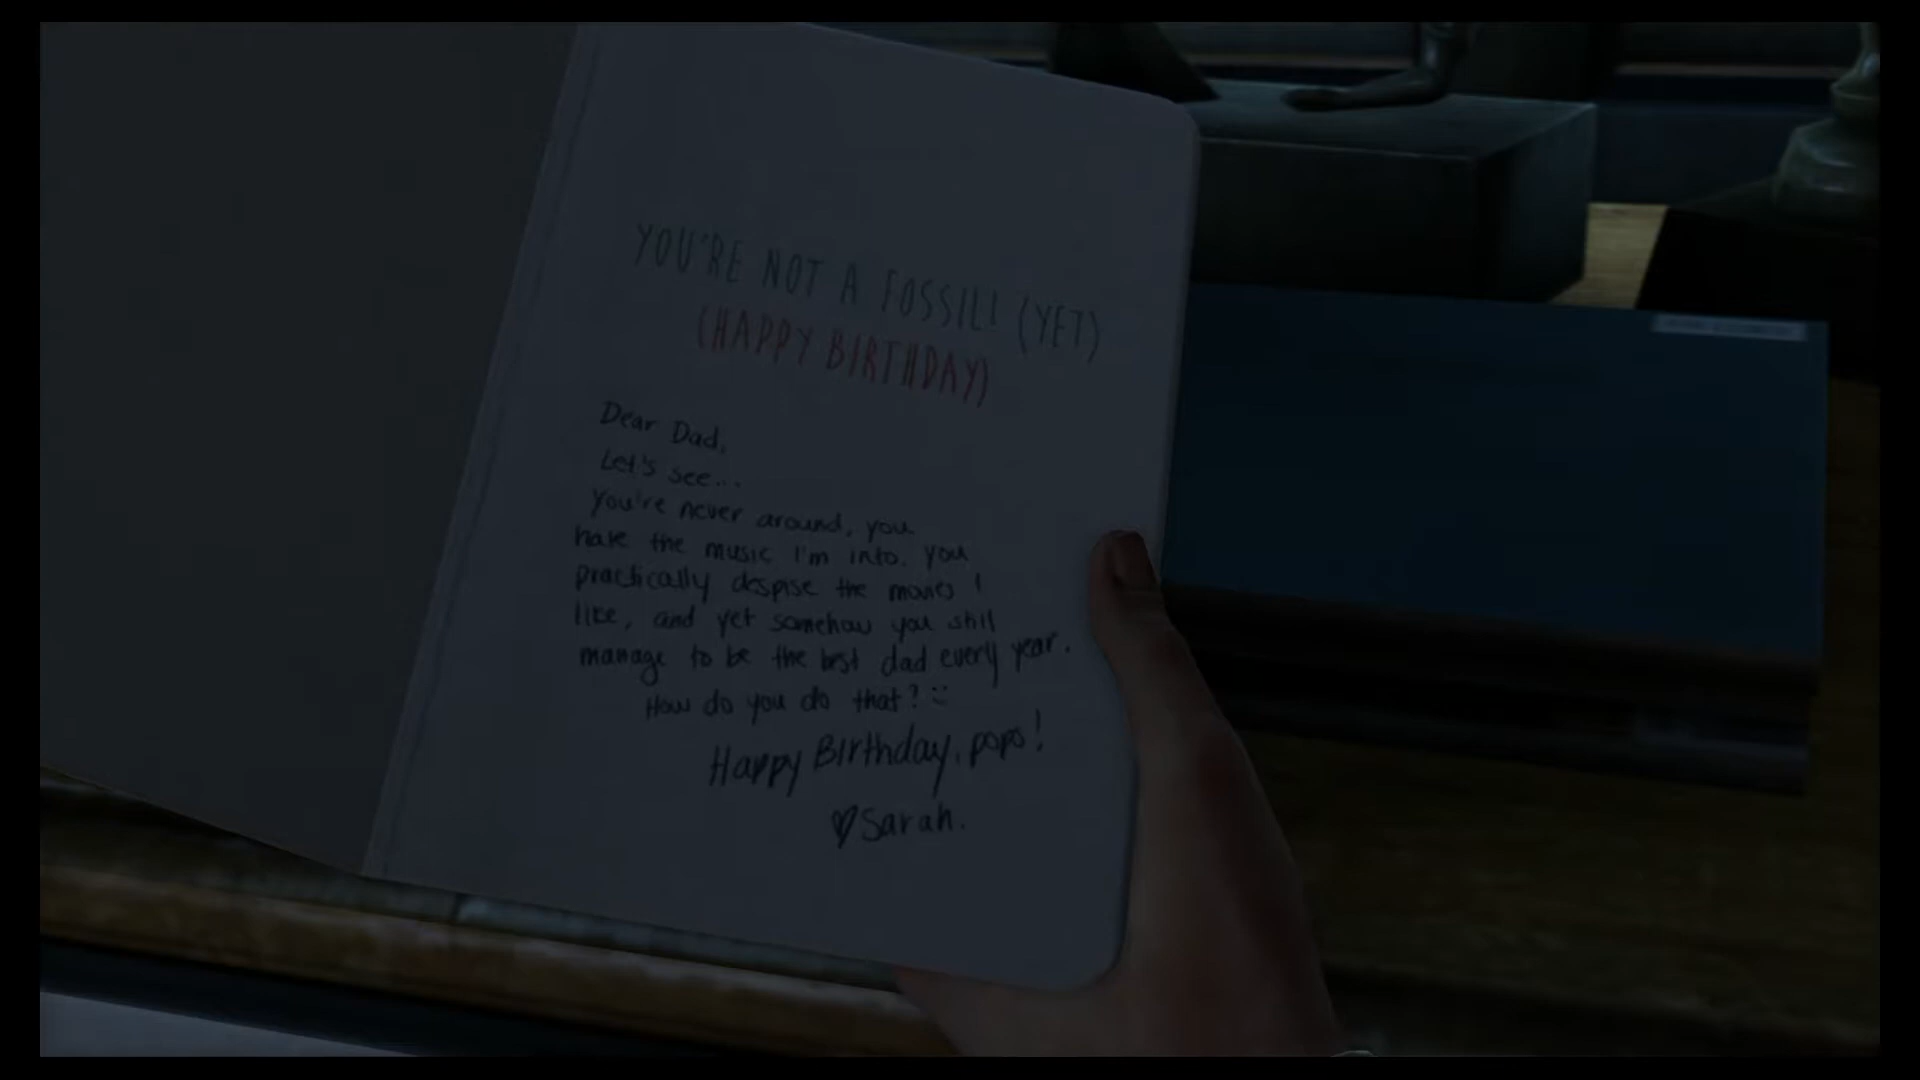 YOU'RE NOT A FOSSIL! (YET)
(HAPPY BIRTHDAY)
Dear Dad,
Let's see...
You're never around, you
hate the music I'm into. You
practically despise the movies I
like, and yet somehow you still
manage to be the best dad every year.
How do you do that? :)
Happy Birthday, pops!
♥Sarah.